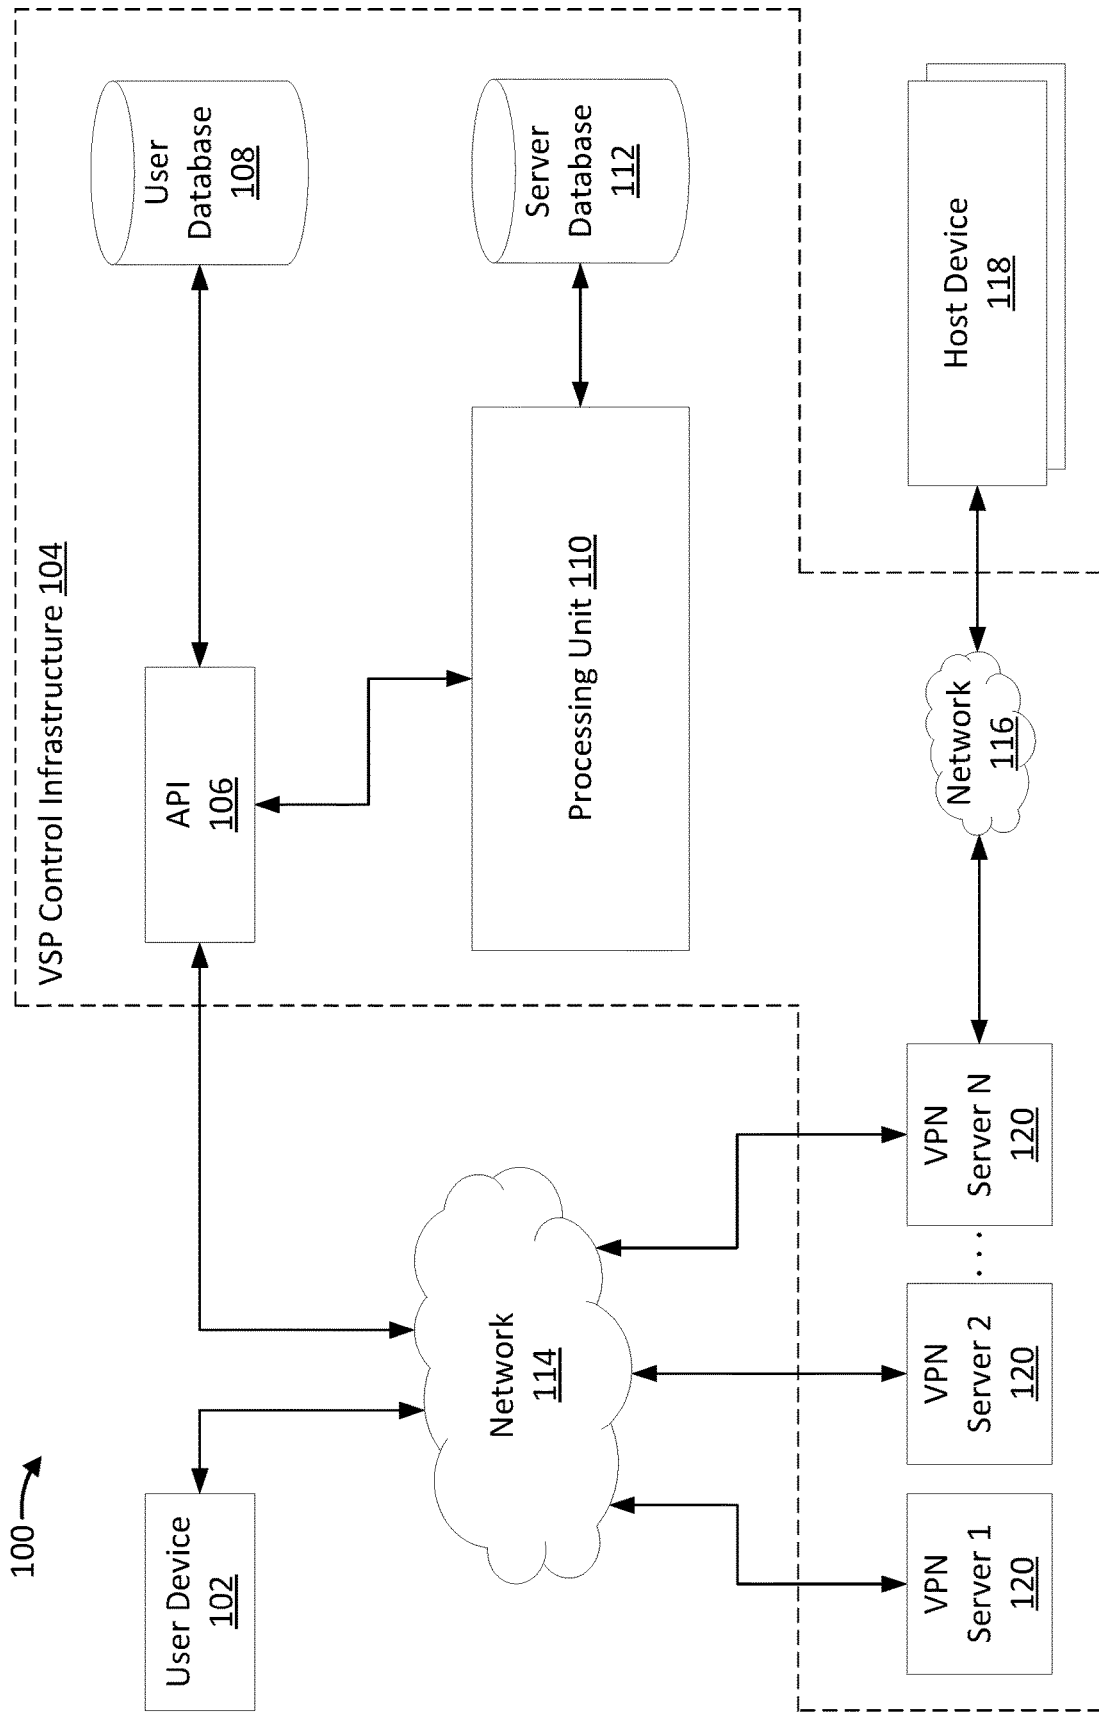 100
User Device
102
VSP Control Infrastructure 104
API
106
User
Database
108
Network
114
Processing Unit 110
Server
Database
112
VPN
Server 1
120
VPN
Server 2
120
. . .
VPN
Server N
120
Network
116
Host Device
118